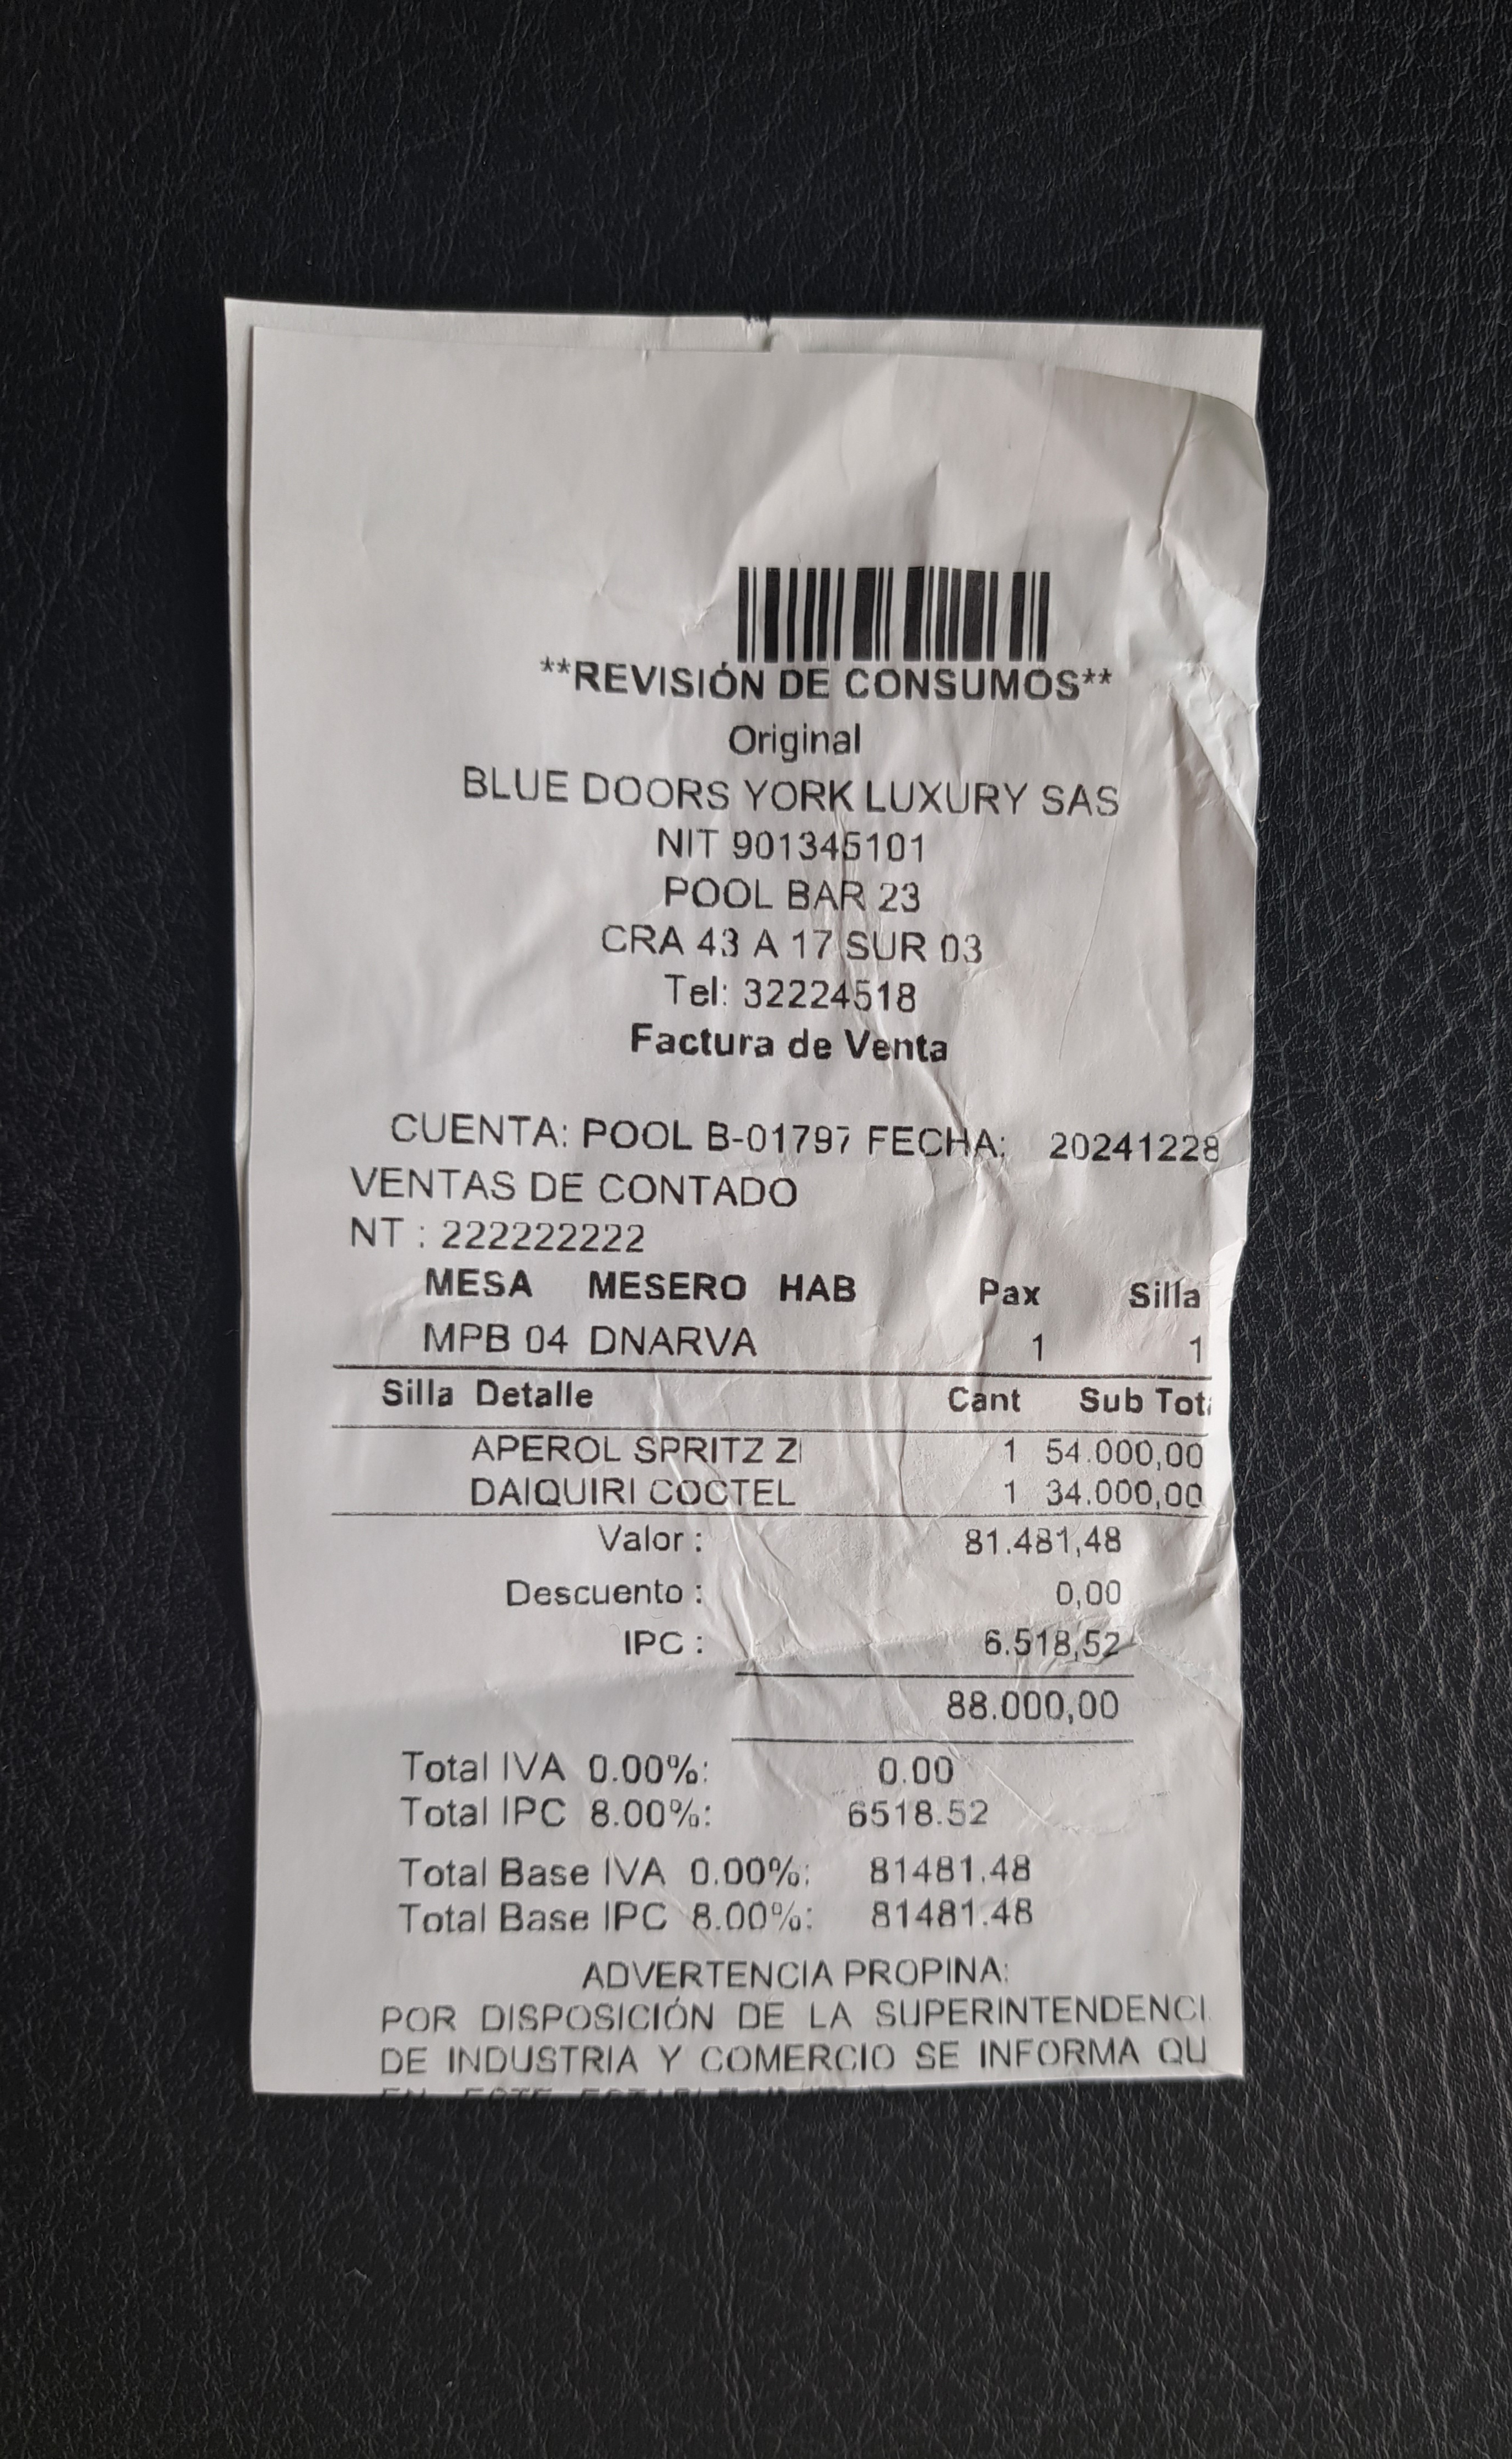 **REVISIÓN DE CONSUMOS**
Original
BLUE DOORS YORK LUXURY SAS
NIT 901345101
POOL BAR 23
CRA 43 A 17 SUR 03
Tel: 32224518
Factura de Venta
CUENTA: POOL B-01797 FECHA: 20241228
VENTAS DE CONTADO
NT : 222222222
MESA MESERO HAB Pax Silla
MPB 04 DNARVA 1 1
Silla Detalle Cant Sub Tot
APEROL SPRITZ Z 1 54.000,00
DAIQUIRI COCTEL 1 34.000,00
Valor : 81.481,48
Descuento : 0,00
IPC : 6.518,52
88.000,00
Total IVA 0.00%: 0.00
Total IPC 8.00%: 6518.52
Total Base IVA 0.00%: 81481.48
Total Base IPC 8.00%: 81481.48
ADVERTENCIA PROPINA:
POR DISPOSICIÓN DE LA SUPERINTENDENCI
DE INDUSTRIA Y COMERCIO SE INFORMA QU